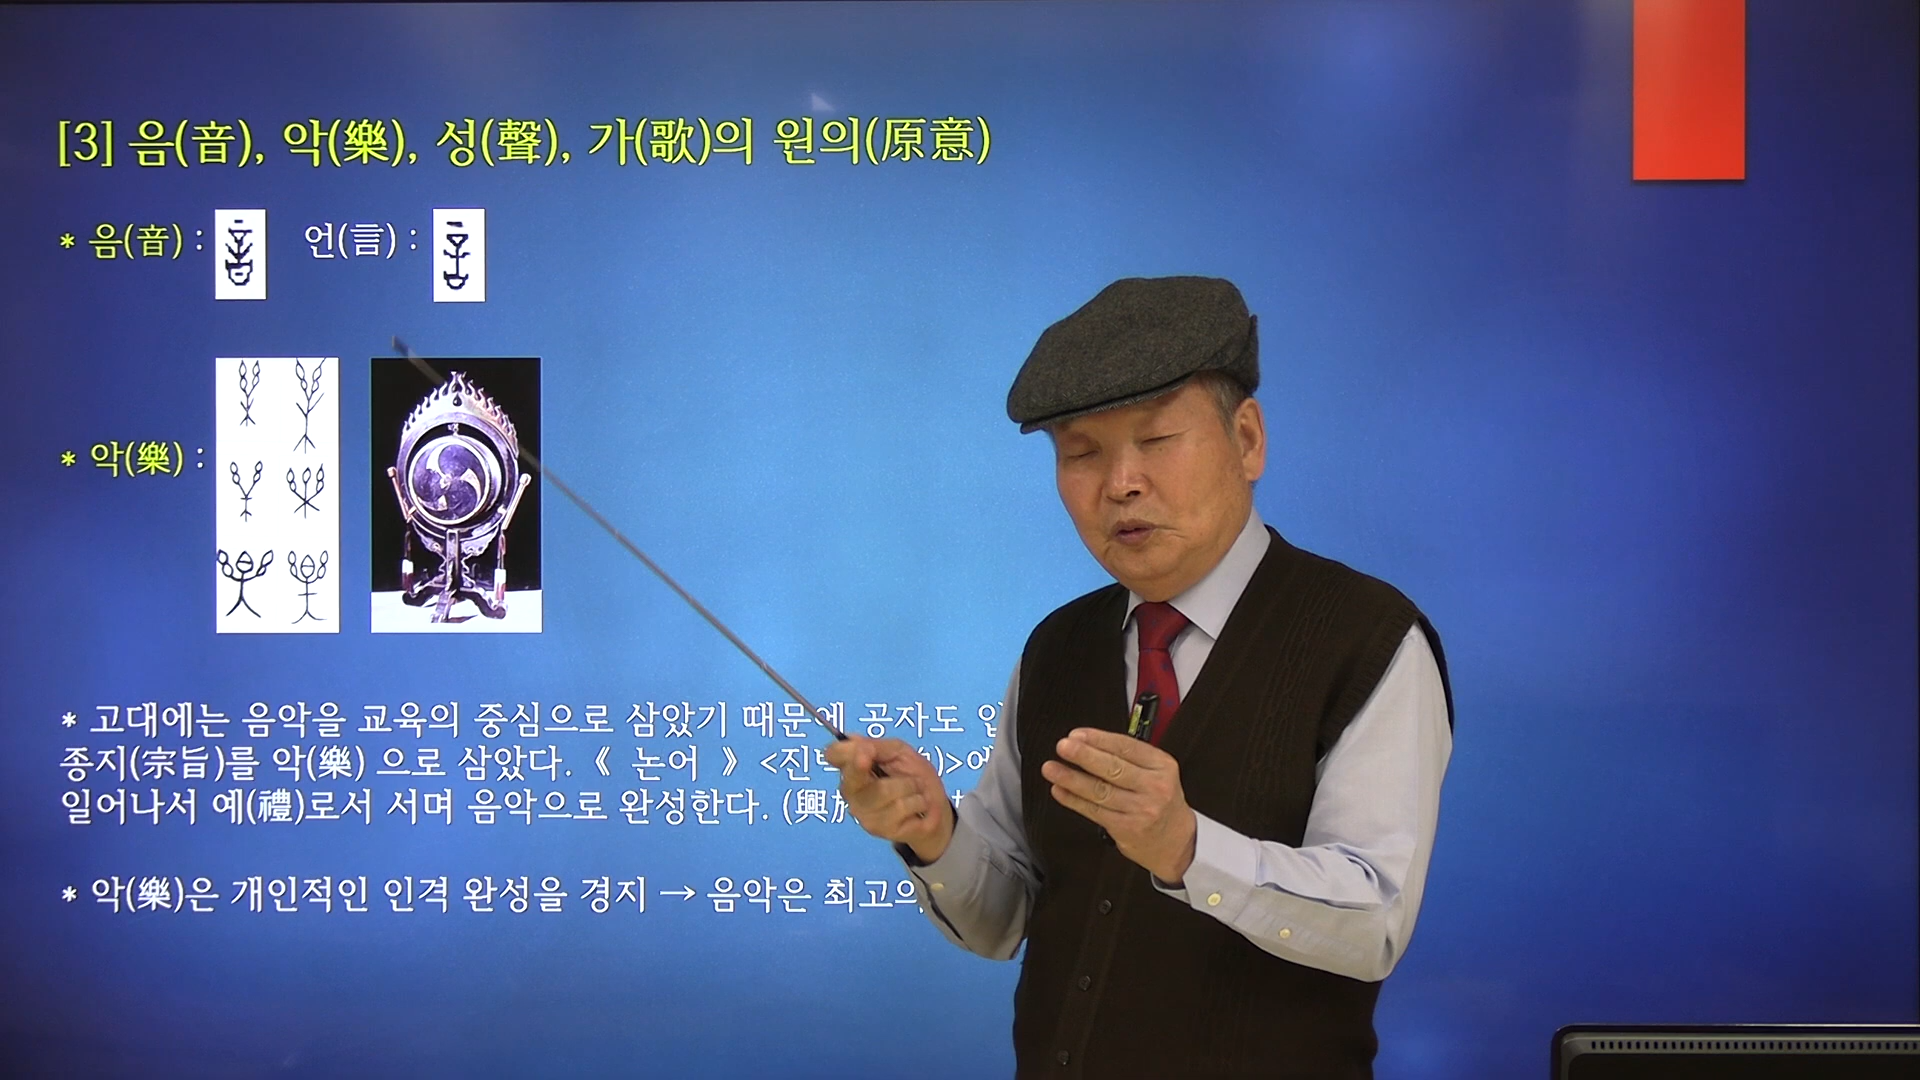 [3] 음(音), 악(樂), 성(聲), 가(歌)의 원의(原意)
* 음(音) : 언(言) :
* 악(樂) :
* 고대에는 음악을 교육의 중심으로 삼았기 때문에 공자도
종지(宗旨)를 악(樂) 으로 삼았다. 《 논어 》
일어나서 예(禮)로서 서며 음악으로 완성한다. (興於
* 악(樂)은 개인적인 인격 완성을 경지 → 음악은 최고의